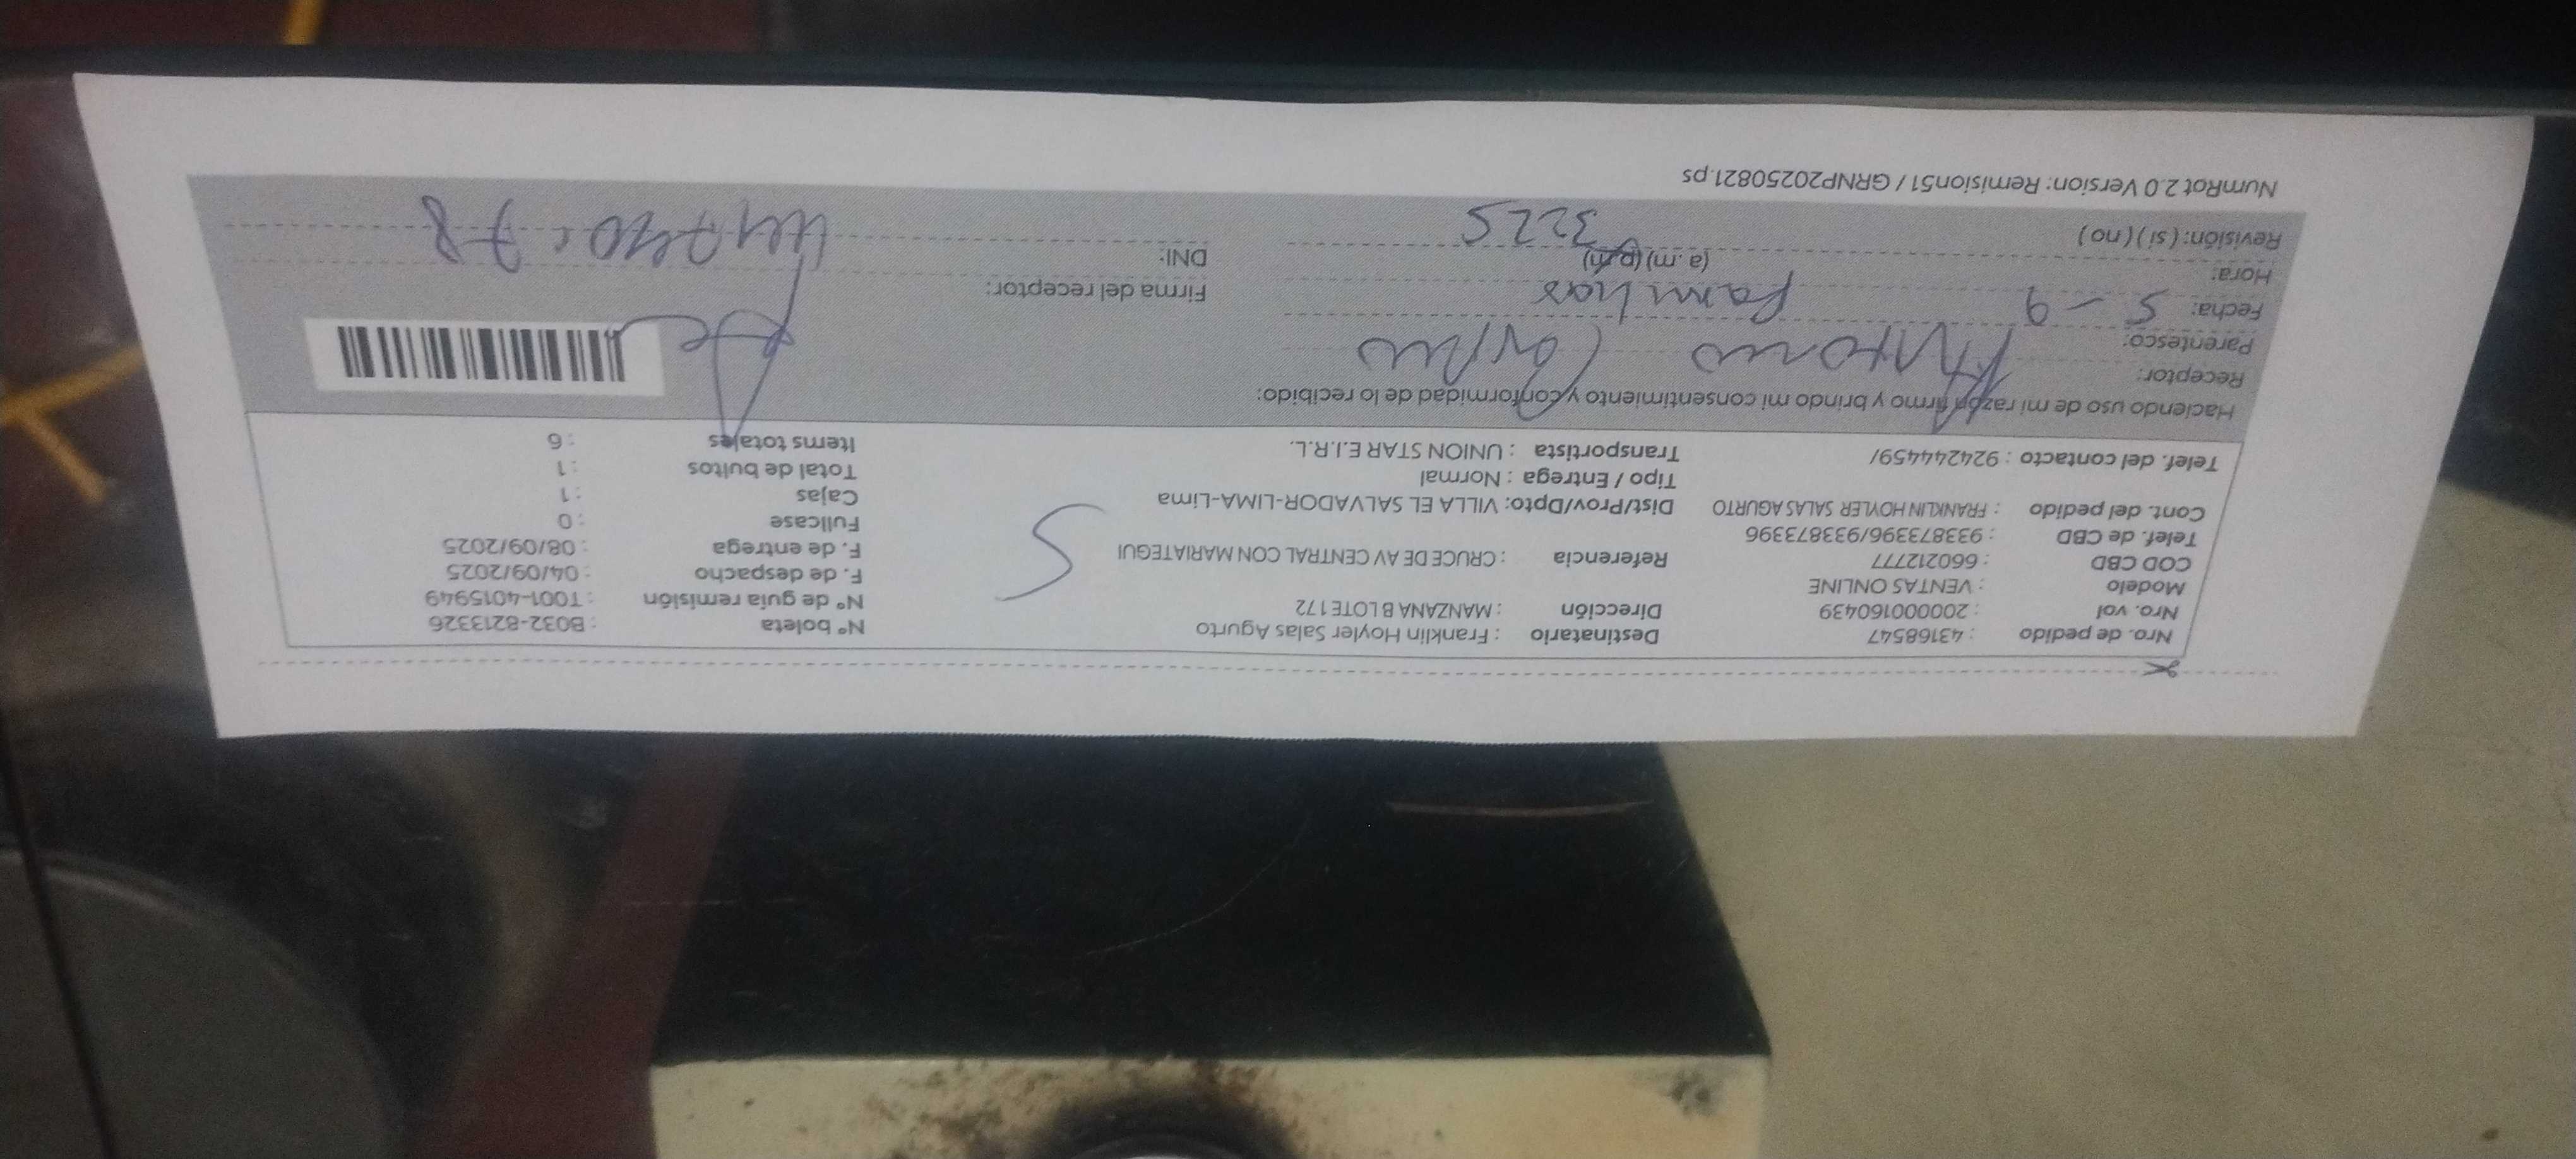 Nro. de pedido : 43168547
Nro. vol : 20000160439
Modelo : VENTAS ONLINE
COD CBD : 660212777
Telef. de CBD : 933873396/933873396
Cont. del pedido : FRANKLIN HOYLER SALAS AGURTO
Telef. del contacto : 924244459/
Destinatario : Franklin Hoyler Salas Agurto
Dirección : MANZANA B LOTE 172
Referencia : CRUCE DE AV CENTRAL CON MARIATEGUI
Dist/Prov/Dpto: VILLA EL SALVADOR-LIMA-Lima
Tipo / Entrega : Normal
Transportista : UNION STAR E.I.R.L.
N° boleta : B032-8213326
N° de guia remisión : T001-4015949
F. de despacho : 04/09/2025
F. de entrega : 08/09/2025
Fullcase : 0
Cajas : 1
Total de bultos : 1
Items totales : 6
S
Haciendo uso de mi razón firmo y brindo mi consentimiento y conformidad de lo recibido:
Receptor: Antonio
Parentesco: Familiar
Fecha: 5-9
Hora: (a.m) (p.m)
Revisión: ( si ) ( no ) 3225
Firma del receptor:
DNI:
NumRot 2.0 Version: Remision51 / GRNP20250821.ps